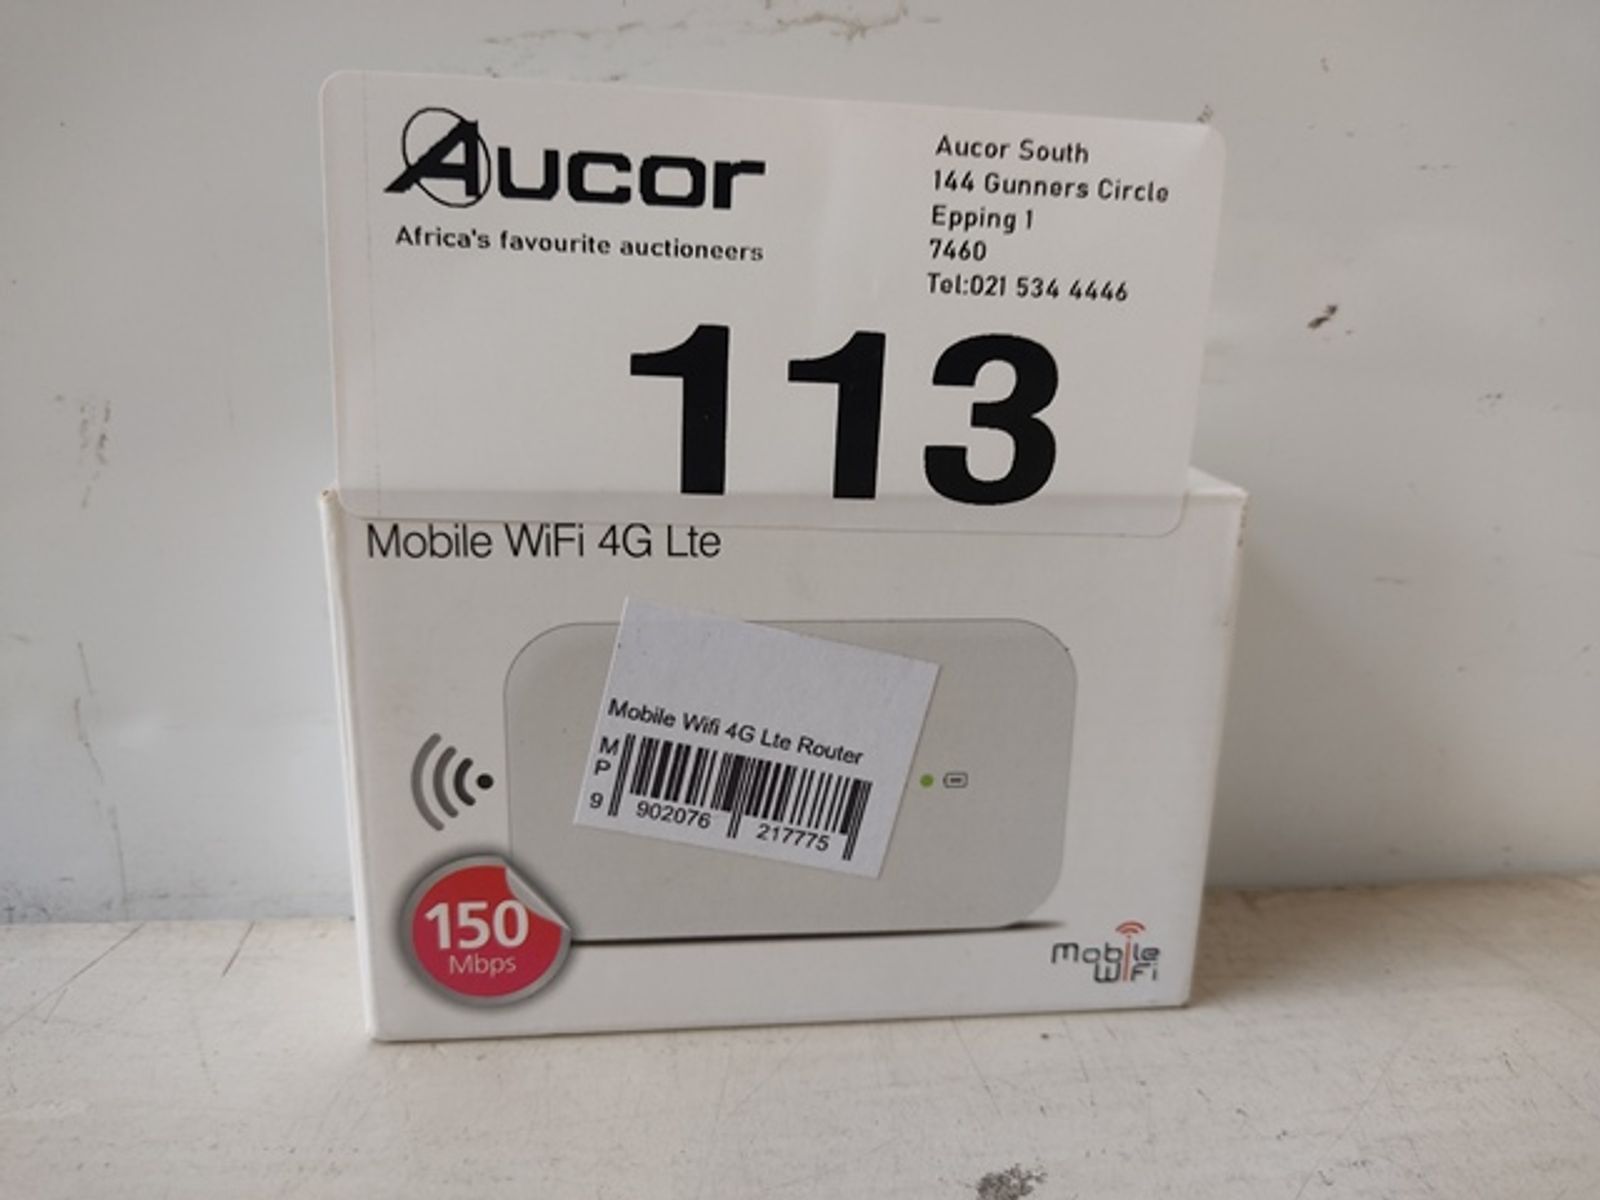 Aucor
Africa's favourite auctioneers
Aucor South
144 Gunners Circle
Epping 1
7460
Tel:021 534 4446
113
Mobile WiFi 4G Lte
Mobile Wifi 4G Lte Router
MP
9 902076 217775
150
Mbps
Mobile
WiFi